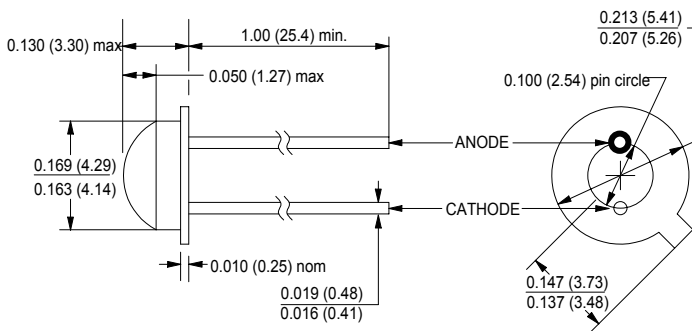 0.130 (3.30) max
1.00 (25.4) min.
0.213 (5.41)
0.207 (5.26)
0.050 (1.27) max
0.100 (2.54) pin circle
ANODE
0.169 (4.29)
0.163 (4.14)
CATHODE
0.010 (0.25) nom
0.019 (0.48)
0.016 (0.41)
0.147 (3.73)
0.137 (3.48)